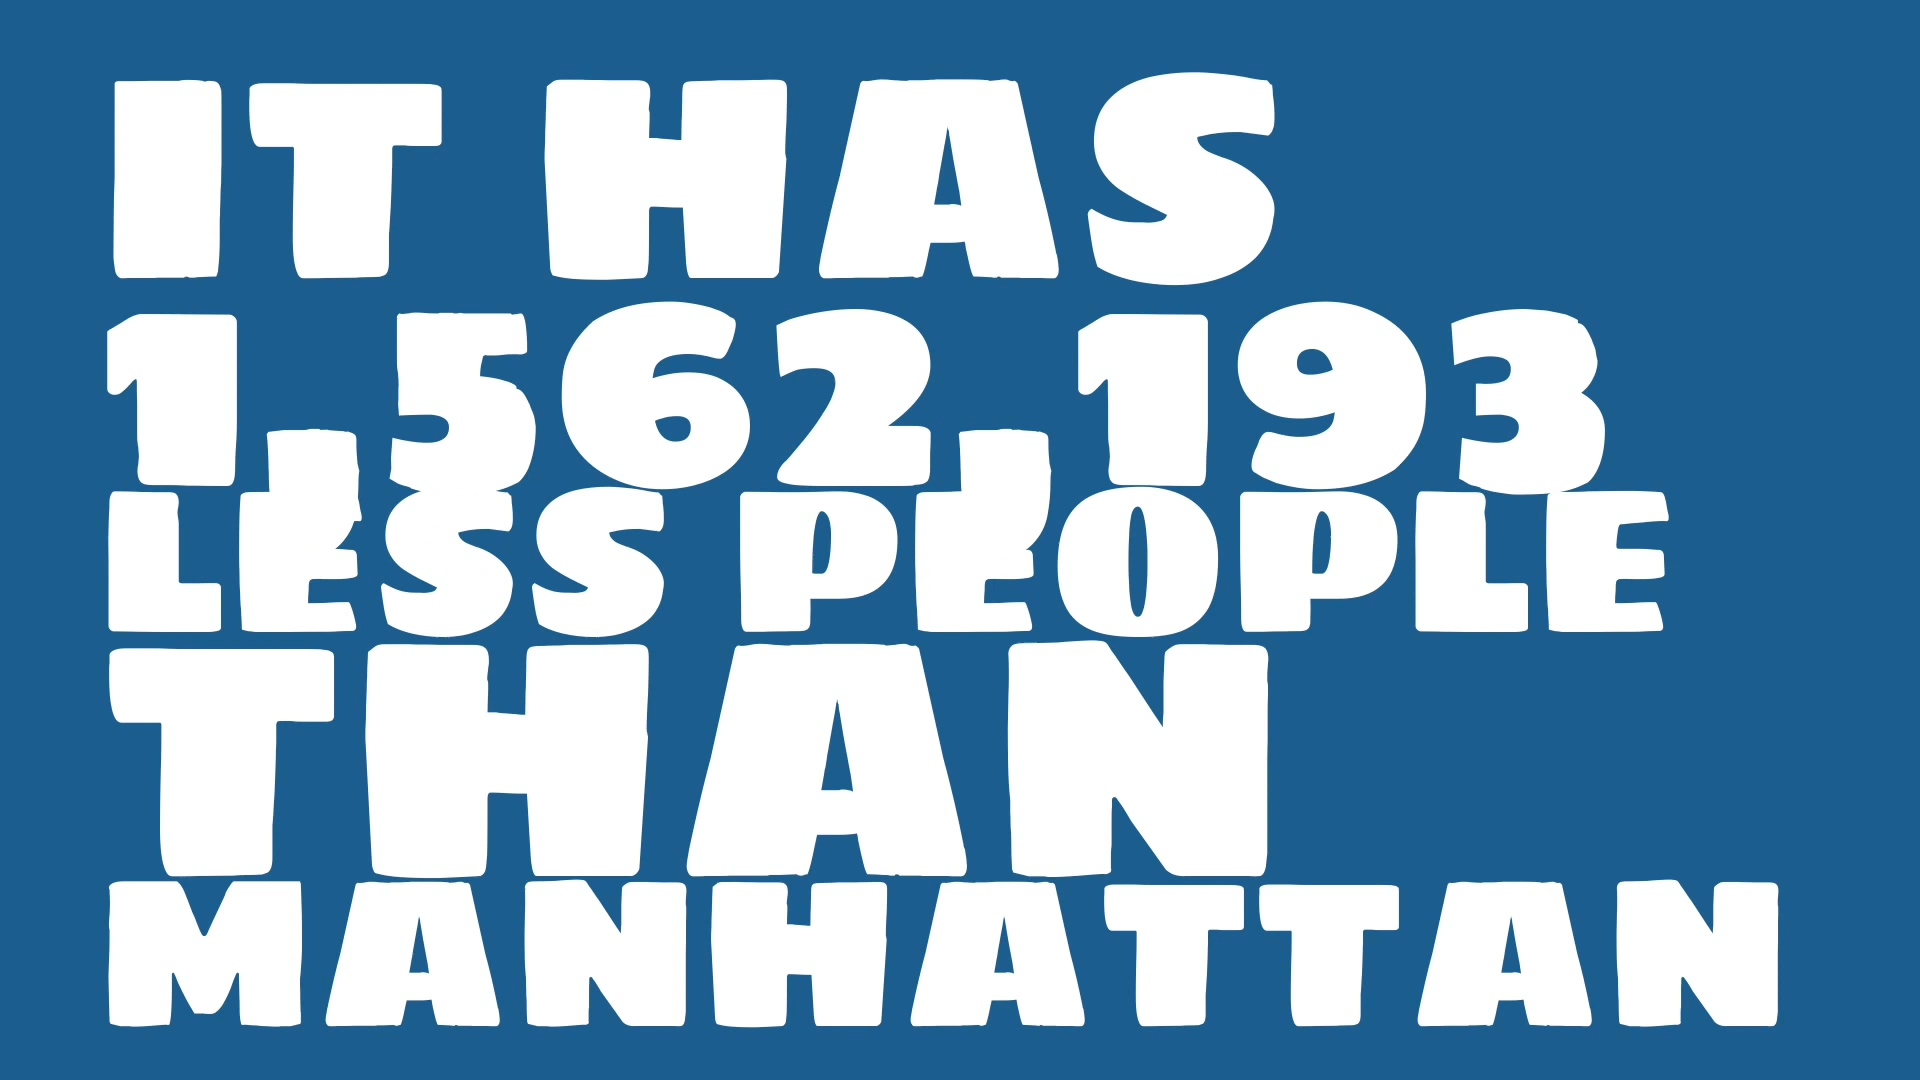 IT HAS
1,562,193
LESS PEOPLE
THAN
MANHATTAN